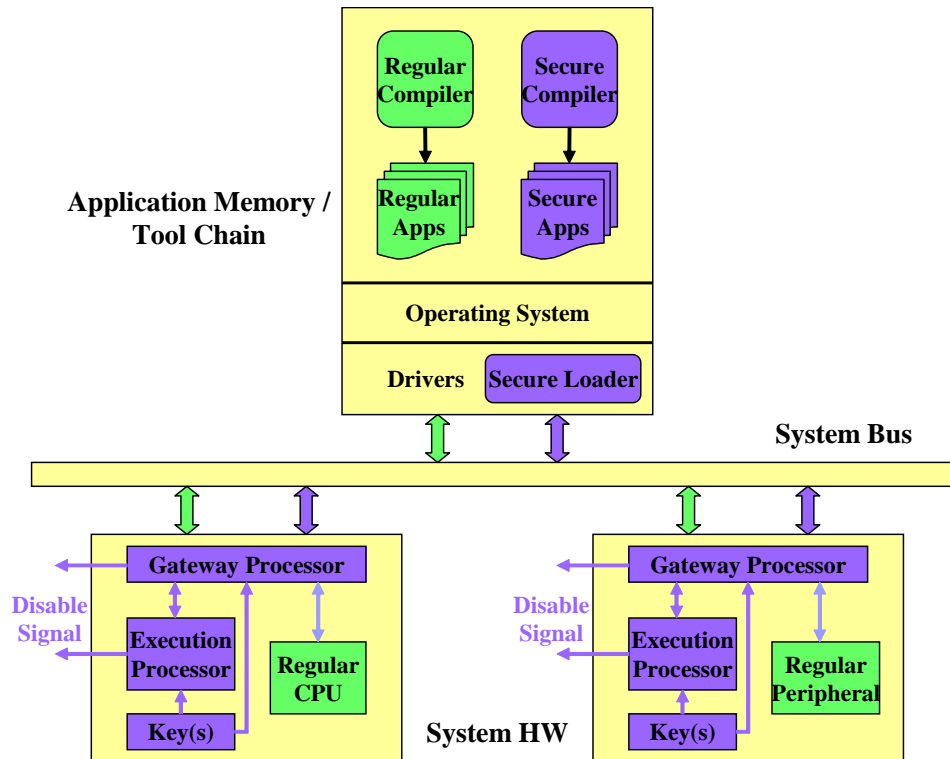 Regular
Compiler
Secure
Compiler
Regular
Apps
Secure
Apps
Application Memory /
Tool Chain
Operating System
Drivers
Secure Loader
System Bus
Gateway Processor
Disable
Signal
Execution
Processor
Regular
CPU
Key(s)
System HW
Gateway Processor
Disable
Signal
Execution
Processor
Regular
Peripheral
Key(s)